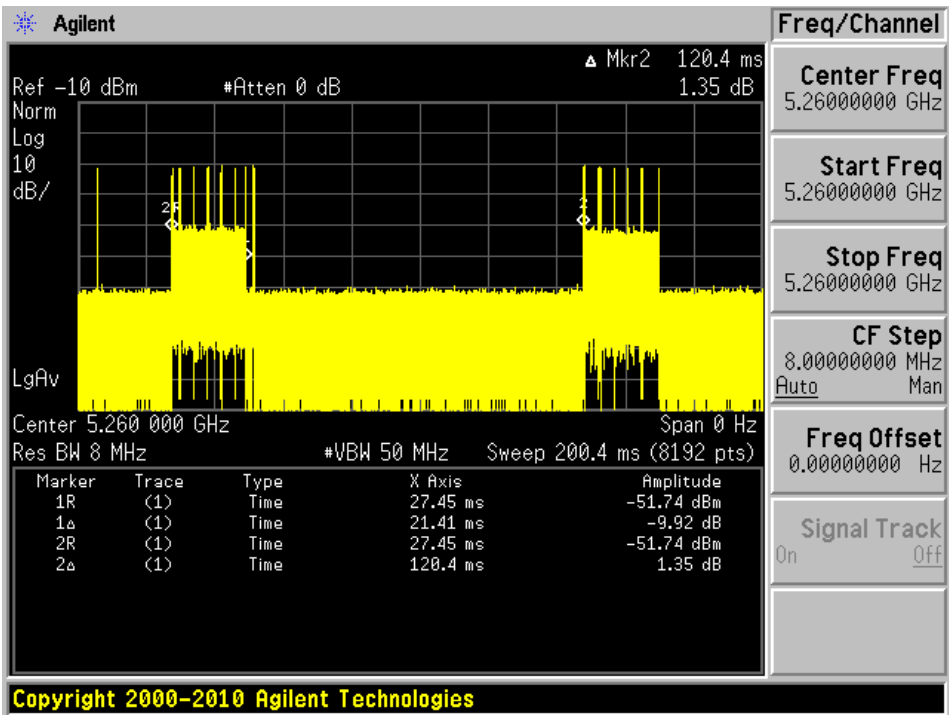 Agilent
Freq/Channel
Δ Mkr2 120.4 ms
Ref -10 dBm #Atten 0 dB 1.35 dB
Norm
Log
10
dB/
2R
2
LgAv
Center 5.260 000 GHz Span 0 Hz
Res BW 8 MHz #VBW 50 MHz Sweep 200.4 ms (8192 pts)
Marker Trace Type X Axis Amplitude
1R (1) Time 27.45 ms -51.74 dBm
1Δ (1) Time 21.41 ms -9.92 dB
2R (1) Time 27.45 ms -51.74 dBm
2Δ (1) Time 120.4 ms 1.35 dB
Center Freq
5.26000000 GHz
Start Freq
5.26000000 GHz
Stop Freq
5.26000000 GHz
CF Step
8.00000000 MHz
Auto Man
Freq Offset
0.00000000 Hz
Signal Track
On Off
Copyright 2000-2010 Agilent Technologies